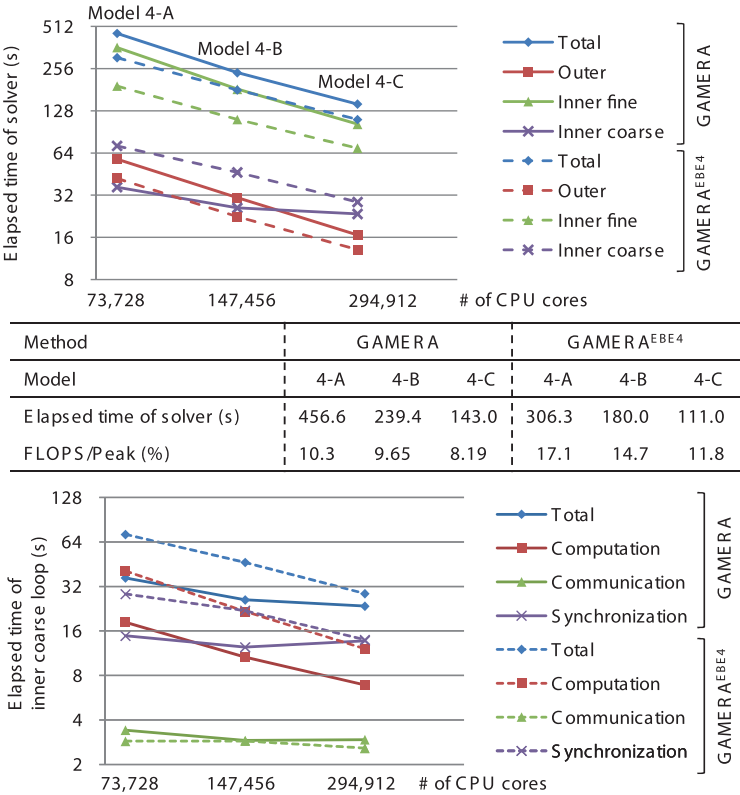 Elapsed time of solver (s)
512
256
128
64
32
16
8
Model 4-A
Model 4-B
Model 4-C
73,728
147,456
294,912
# of CPU cores
Total
Outer
Inner fine
Inner coarse
GAMERA
Total
Outer
Inner fine
Inner coarse
GAMERA^EBE4
Method GAMERA GAMERA^EBE4
Model 4-A 4-B 4-C 4-A 4-B 4-C
Elapsed time of solver (s) 456.6 239.4 143.0 306.3 180.0 111.0
FLOPS/Peak (%) 10.3 9.65 8.19 17.1 14.7 11.8
Elapsed time of
inner coarse loop (s)
128
64
32
16
8
4
2
73,728
147,456
294,912
# of CPU cores
Total
Computation
Communication
Synchronization
GAMERA
Total
Computation
Communication
Synchronization
GAMERA^EBE4